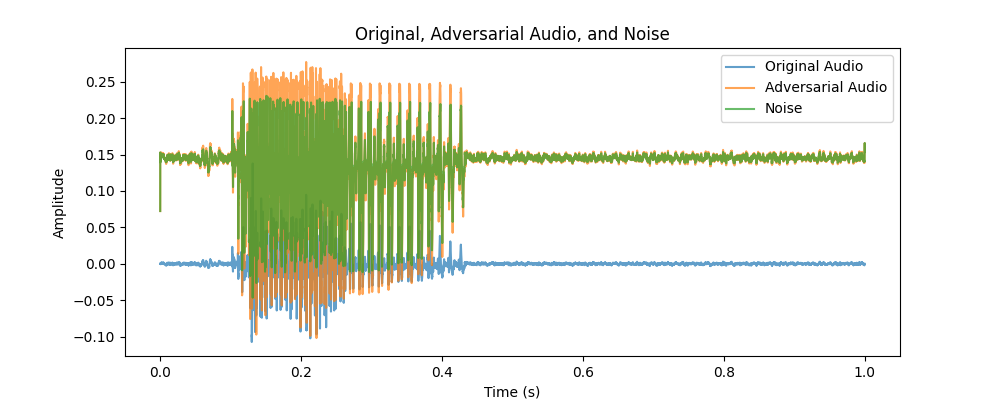 Original, Adversarial Audio, and Noise
Original Audio
Adversarial Audio
Noise
Amplitude
0.25
0.20
0.15
0.10
0.05
0.00
−0.05
−0.10
0.0 0.2 0.4 0.6 0.8 1.0
Time (s)